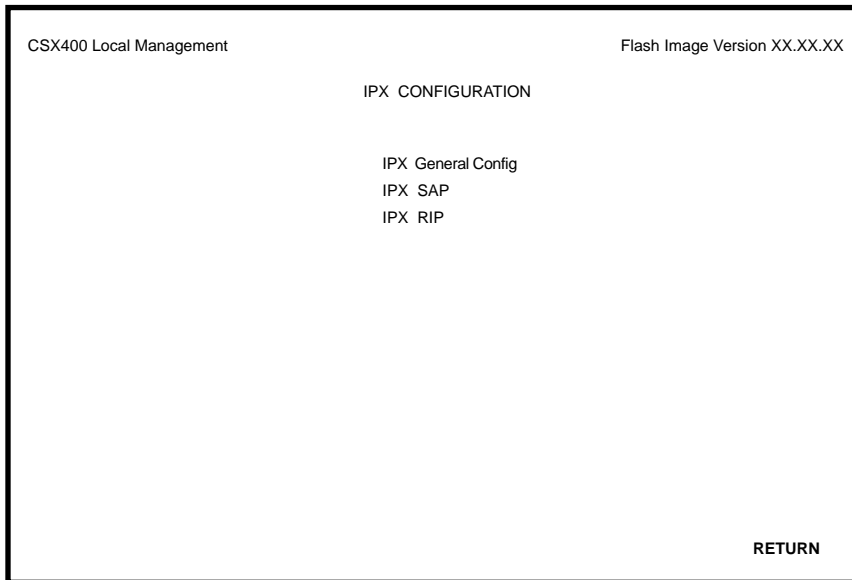 CSX400 Local Management Flash Image Version XX.XX.XX
IPX CONFIGURATION
IPX General Config
IPX SAP
IPX RIP
RETURN